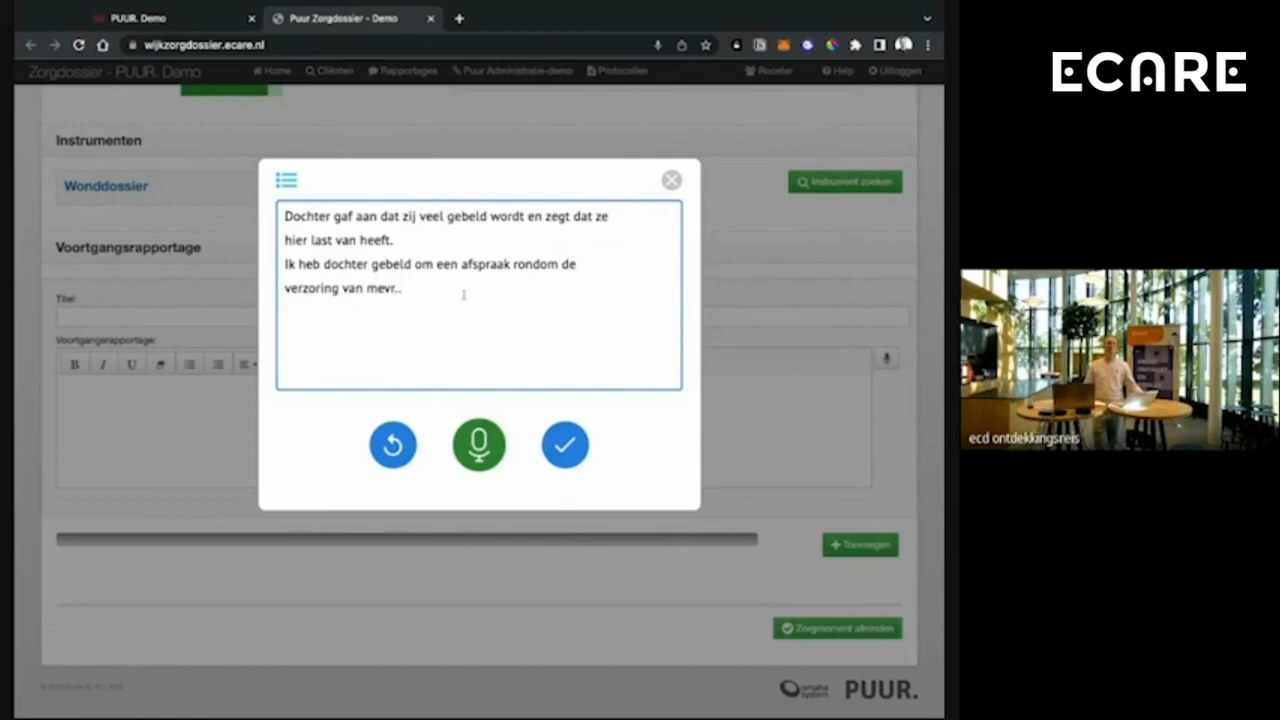 PUUR. Demo
Puur Zorgdossier - Demo
wijkzorgdossier.ecare.nl
Zorgdossier - PUUR. Demo
Home
Cliënten
Rapportages
Puur Administratie-demo
Protocollen
Rooster
Help
Uitloggen
ECARE
Instrumenten
Wonddossier
Instrument zoeken
Dochter gaf aan dat zij veel gebeld wordt en zegt dat ze
hier last van heeft.
Ik heb dochter gebeld om een afspraak rondom de
verzoring van mevr..
Voortgangsrapportage
Titel:
Voortgangsrapportage:
B I U
ecd ontdekkingsreis
Toevoegen
Zorgmoment afronden
omaha
system
PUUR.